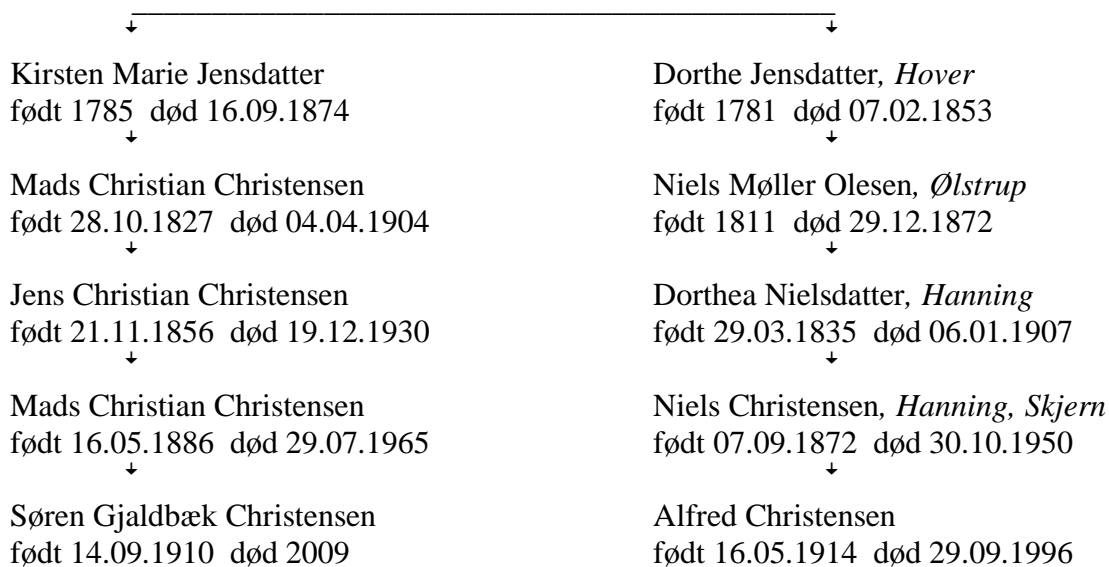 Kirsten Marie Jensdatter
født 1785 død 16.09.1874
Dorthe Jensdatter, Hover
født 1781 død 07.02.1853
Mads Christian Christensen
født 28.10.1827 død 04.04.1904
Niels Møller Olesen, Ølstrup
født 1811 død 29.12.1872
Jens Christian Christensen
født 21.11.1856 død 19.12.1930
Dorthea Nielsdatter, Hanning
født 29.03.1835 død 06.01.1907
Mads Christian Christensen
født 16.05.1886 død 29.07.1965
Niels Christensen, Hanning, Skjern
født 07.09.1872 død 30.10.1950
Søren Gjaldbæk Christensen
født 14.09.1910 død 2009
Alfred Christensen
født 16.05.1914 død 29.09.1996